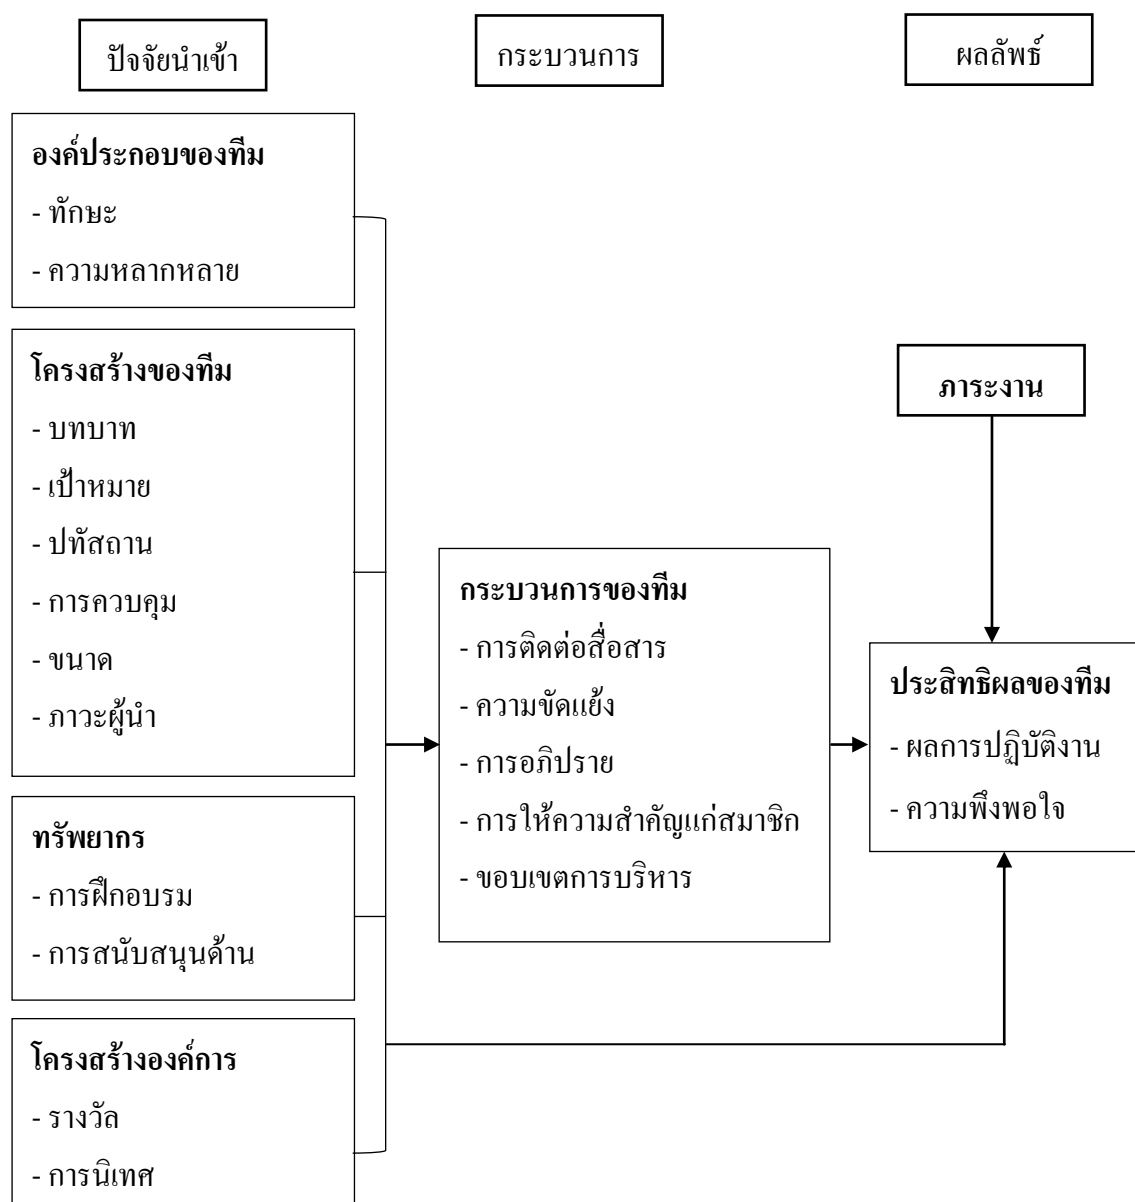 ปัจจัยนำเข้า
กระบวนการ
ผลลัพธ์
องค์ประกอบของทีม
- ทักษะ
- ความหลากหลาย
โครงสร้างของทีม
- บทบาท
- เป้าหมาย
- ปทัสถาน
- การควบคุม
- ขนาด
- ภาวะผู้นำ
ทรัพยากร
- การฝึกอบรม
- การสนับสนุนด้าน
โครงสร้างองค์การ
- รางวัล
- การนิเทศ
กระบวนการของทีม
- การติดต่อสื่อสาร
- ความขัดแย้ง
- การอภิปราย
- การให้ความสำคัญแก่สมาชิก
- ขอบเขตการบริหาร
ภาระงาน
ประสิทธิผลของทีม
- ผลการปฏิบัติงาน
- ความพึงพอใจ